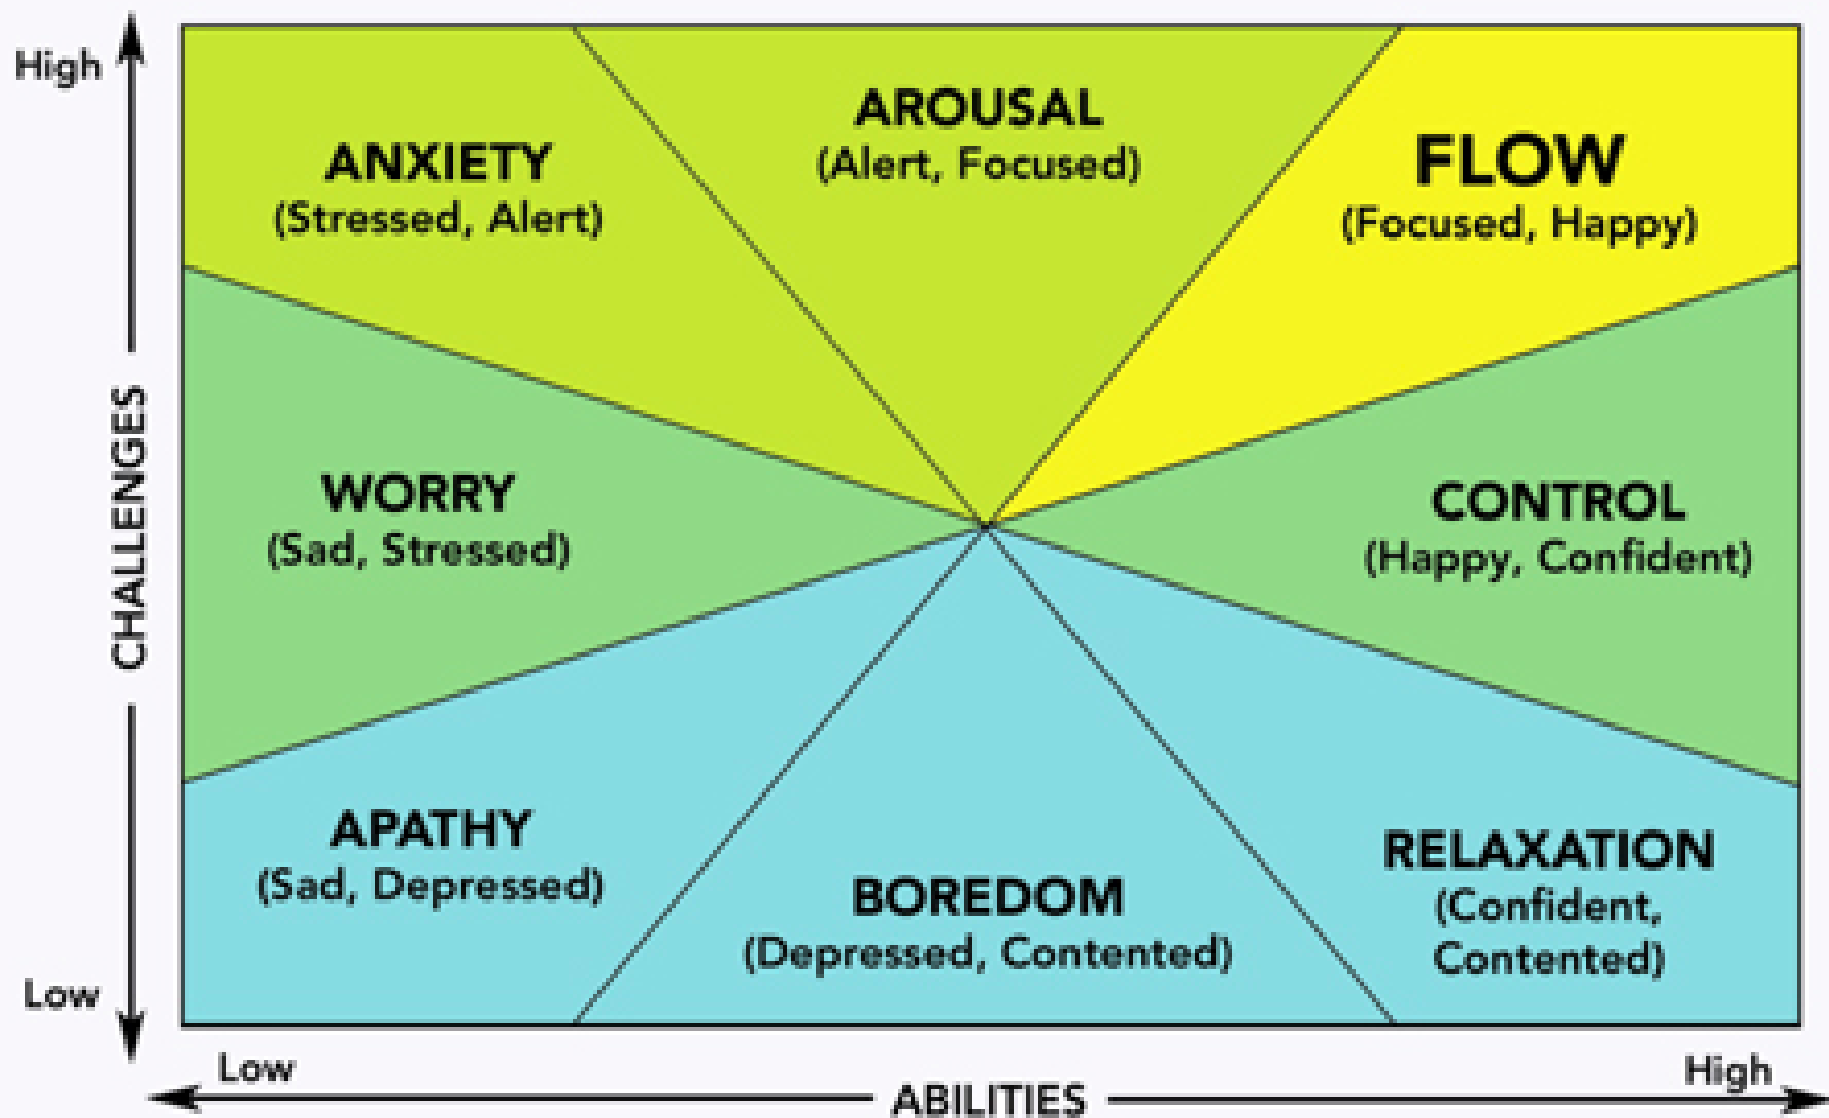 High
AROUSAL
(Alert, Focused)
ANXIETY
(Stressed, Alert)
FLOW
(Focused, Happy)
CHALLENGES
WORRY
(Sad, Stressed)
CONTROL
(Happy, Confident)
APATHY
(Sad, Depressed)
BOREDOM
(Depressed, Contented)
RELAXATION
(Confident,
Contented)
Low
Low
ABILITIES
High